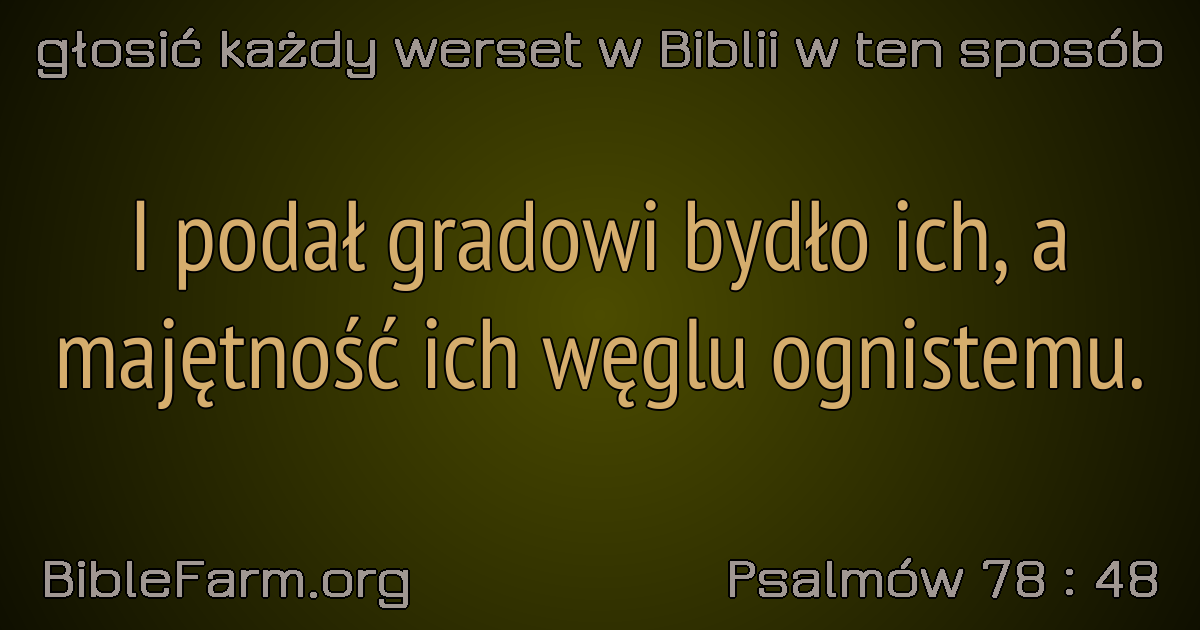 głosić każdy werset w Biblii w ten sposób
I podał gradowi bydło ich, a
majętność ich węglu ognistemu.
BibleFarm.org
Psalmów 78 : 48